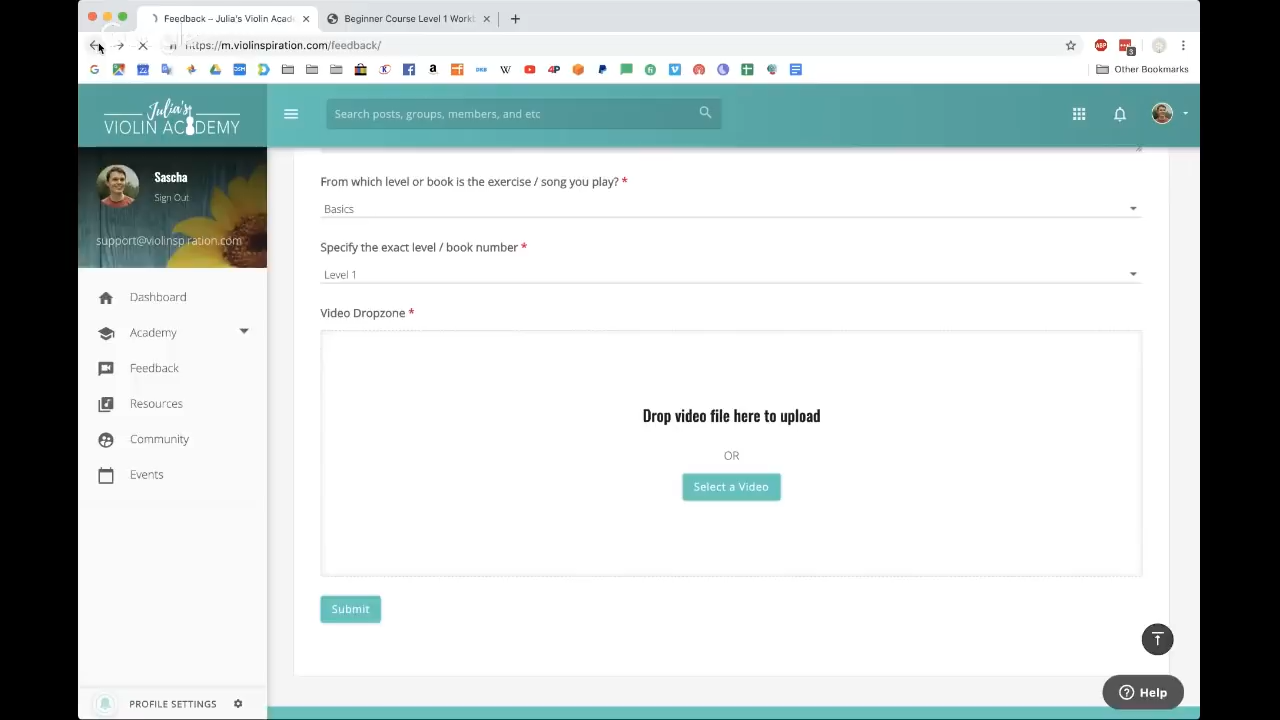 Feedback – Julia's Violin Acade
Beginner Course Level 1 Workb
https://m.violinspiration.com/feedback/
Other Bookmarks
Julia's
VIOLIN ACADEMY
Search posts, groups, members, and etc
Sascha
Sign Out
support@violinspiration.com
Dashboard
Academy
Feedback
Resources
Community
Events
PROFILE SETTINGS
From which level or book is the exercise / song you play? *
Basics
Specify the exact level / book number *
Level 1
Video Dropzone *
Drop video file here to upload
OR
Select a Video
Submit
Help